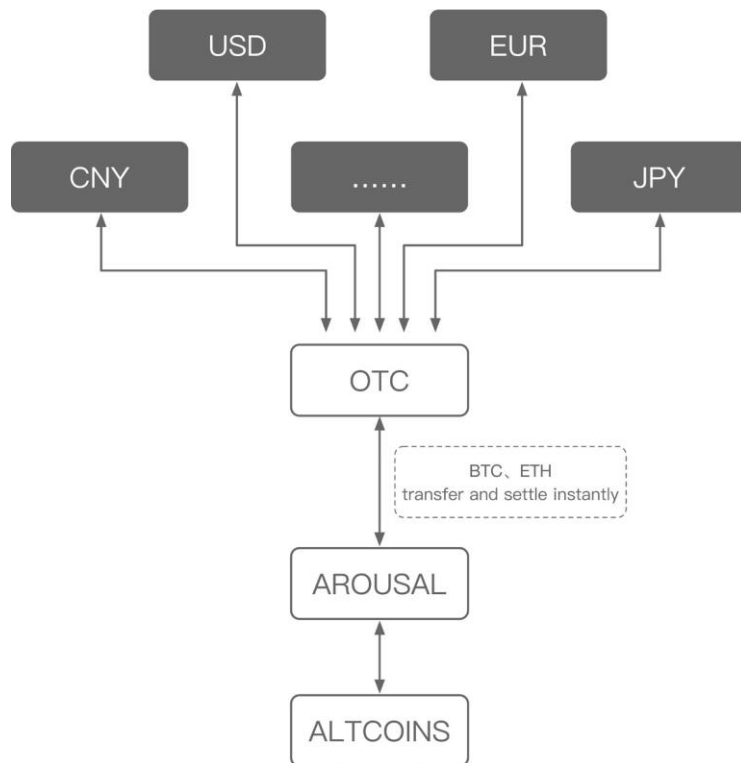 USD
EUR
CNY
......
JPY
OTC
BTC、ETH
transfer and settle instantly
AROUSAL
ALTCOINS